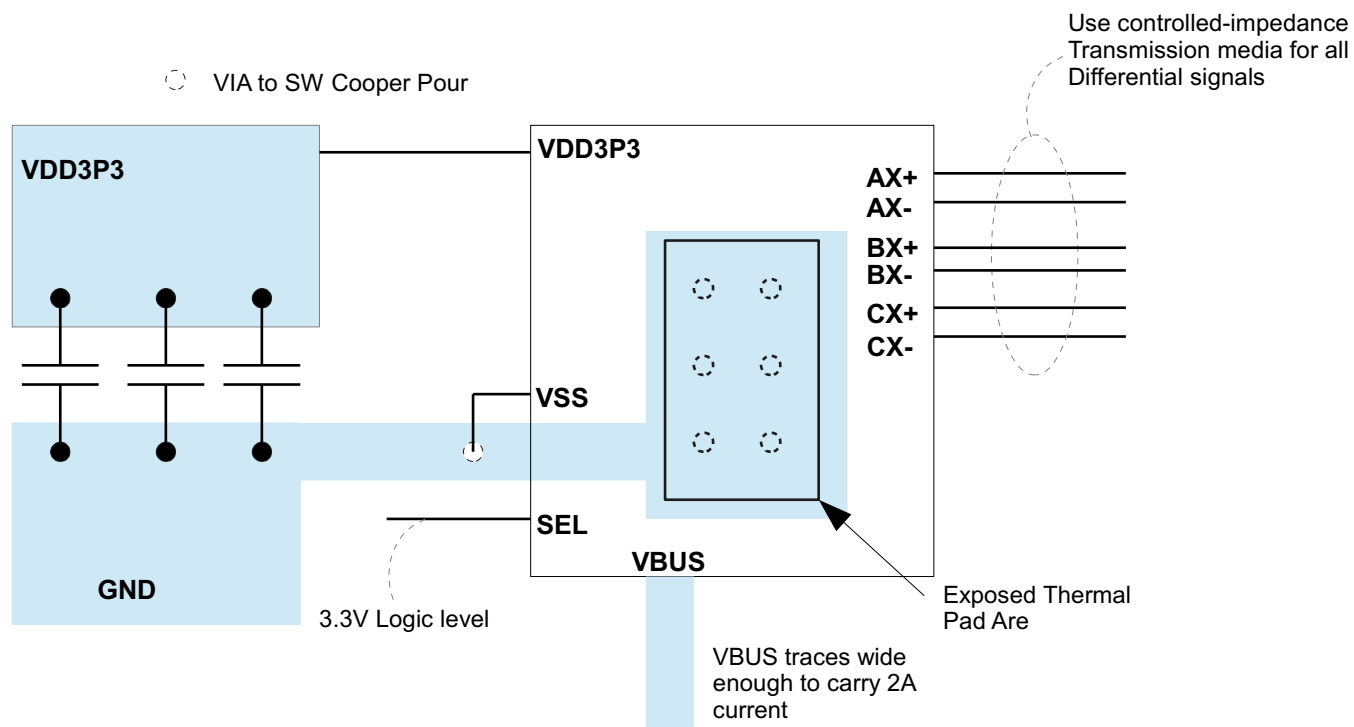 Use controlled-impedance
Transmission media for all
Differential signals
VIA to SW Cooper Pour
VDD3P3
VDD3P3
AX+
AX-
BX+
BX-
CX+
CX-
VSS
SEL
VBUS
GND
3.3V Logic level
Exposed Thermal
Pad Are
VBUS traces wide
enough to carry 2A
current